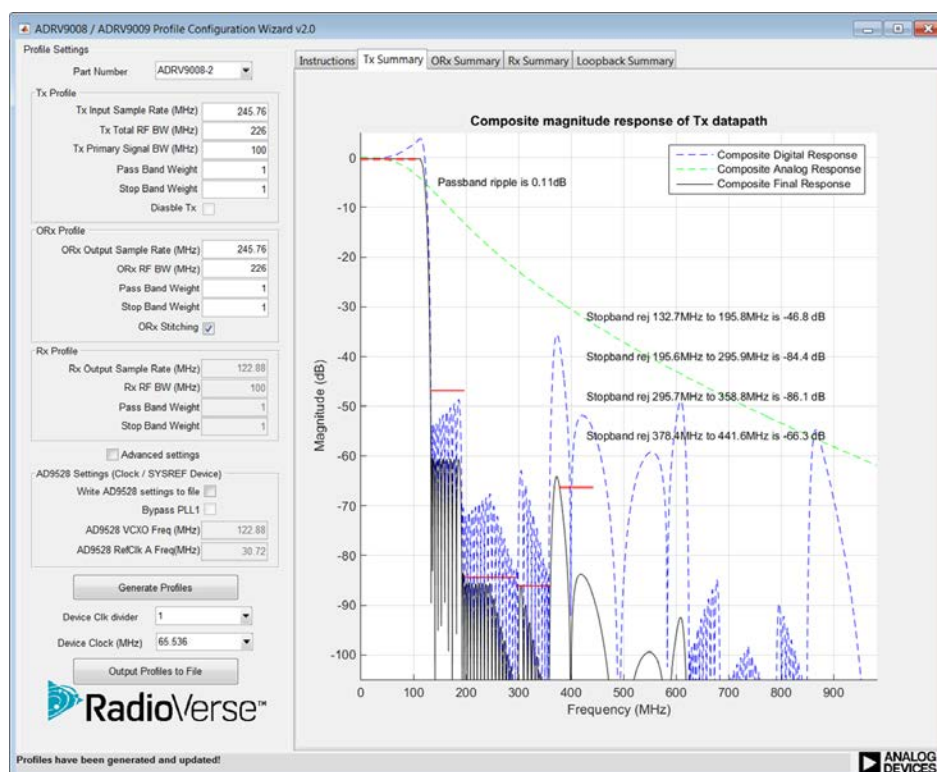 ADRV9008 / ADRV9009 Profile Configuration Wizard v2.0
Profile Settings
Part Number ADRV9008-2
Tx Profile
Tx Input Sample Rate (MHz) 245.76
Tx Total RF BW (MHz) 226
Tx Primary Signal BW (MHz) 100
Pass Band Weight 1
Stop Band Weight 1
Diasble Tx
ORx Profile
ORx Output Sample Rate (MHz) 245.76
ORx RF BW (MHz) 226
Pass Band Weight 1
Stop Band Weight 1
ORx Stitching
Rx Profile
Rx Output Sample Rate (MHz) 122.88
Rx RF BW (MHz) 100
Pass Band Weight 1
Stop Band Weight 1
Advanced settings
AD9528 Settings (Clock / SYSREF Device)
Write AD9528 settings to file
Bypass PLL1
AD9528 VCXO Freq (MHz) 122.88
AD9528 RefClk A Freq(MHz) 30.72
Generate Profiles
Device Clk divider 1
Device Clock (MHz) 65.536
Output Profiles to File
RadioVerse™
Profiles have been generated and updated!
Instructions Tx Summary ORx Summary Rx Summary Loopback Summary
Composite magnitude response of Tx datapath
Composite Digital Response
Composite Analog Response
Composite Final Response
Passband ripple is 0.11dB
Stopband rej 132.7MHz to 195.8MHz is -46.8 dB
Stopband rej 195.6MHz to 295.9MHz is -84.4 dB
Stopband rej 295.7MHz to 358.8MHz is -86.1 dB
Stopband rej 378.4MHz to 441.6MHz is -66.3 dB
Magnitude (dB)
0
-10
-20
-30
-40
-50
-60
-70
-80
-90
-100
0 100 200 300 400 500 600 700 800 900
Frequency (MHz)
ANALOG
DEVICES